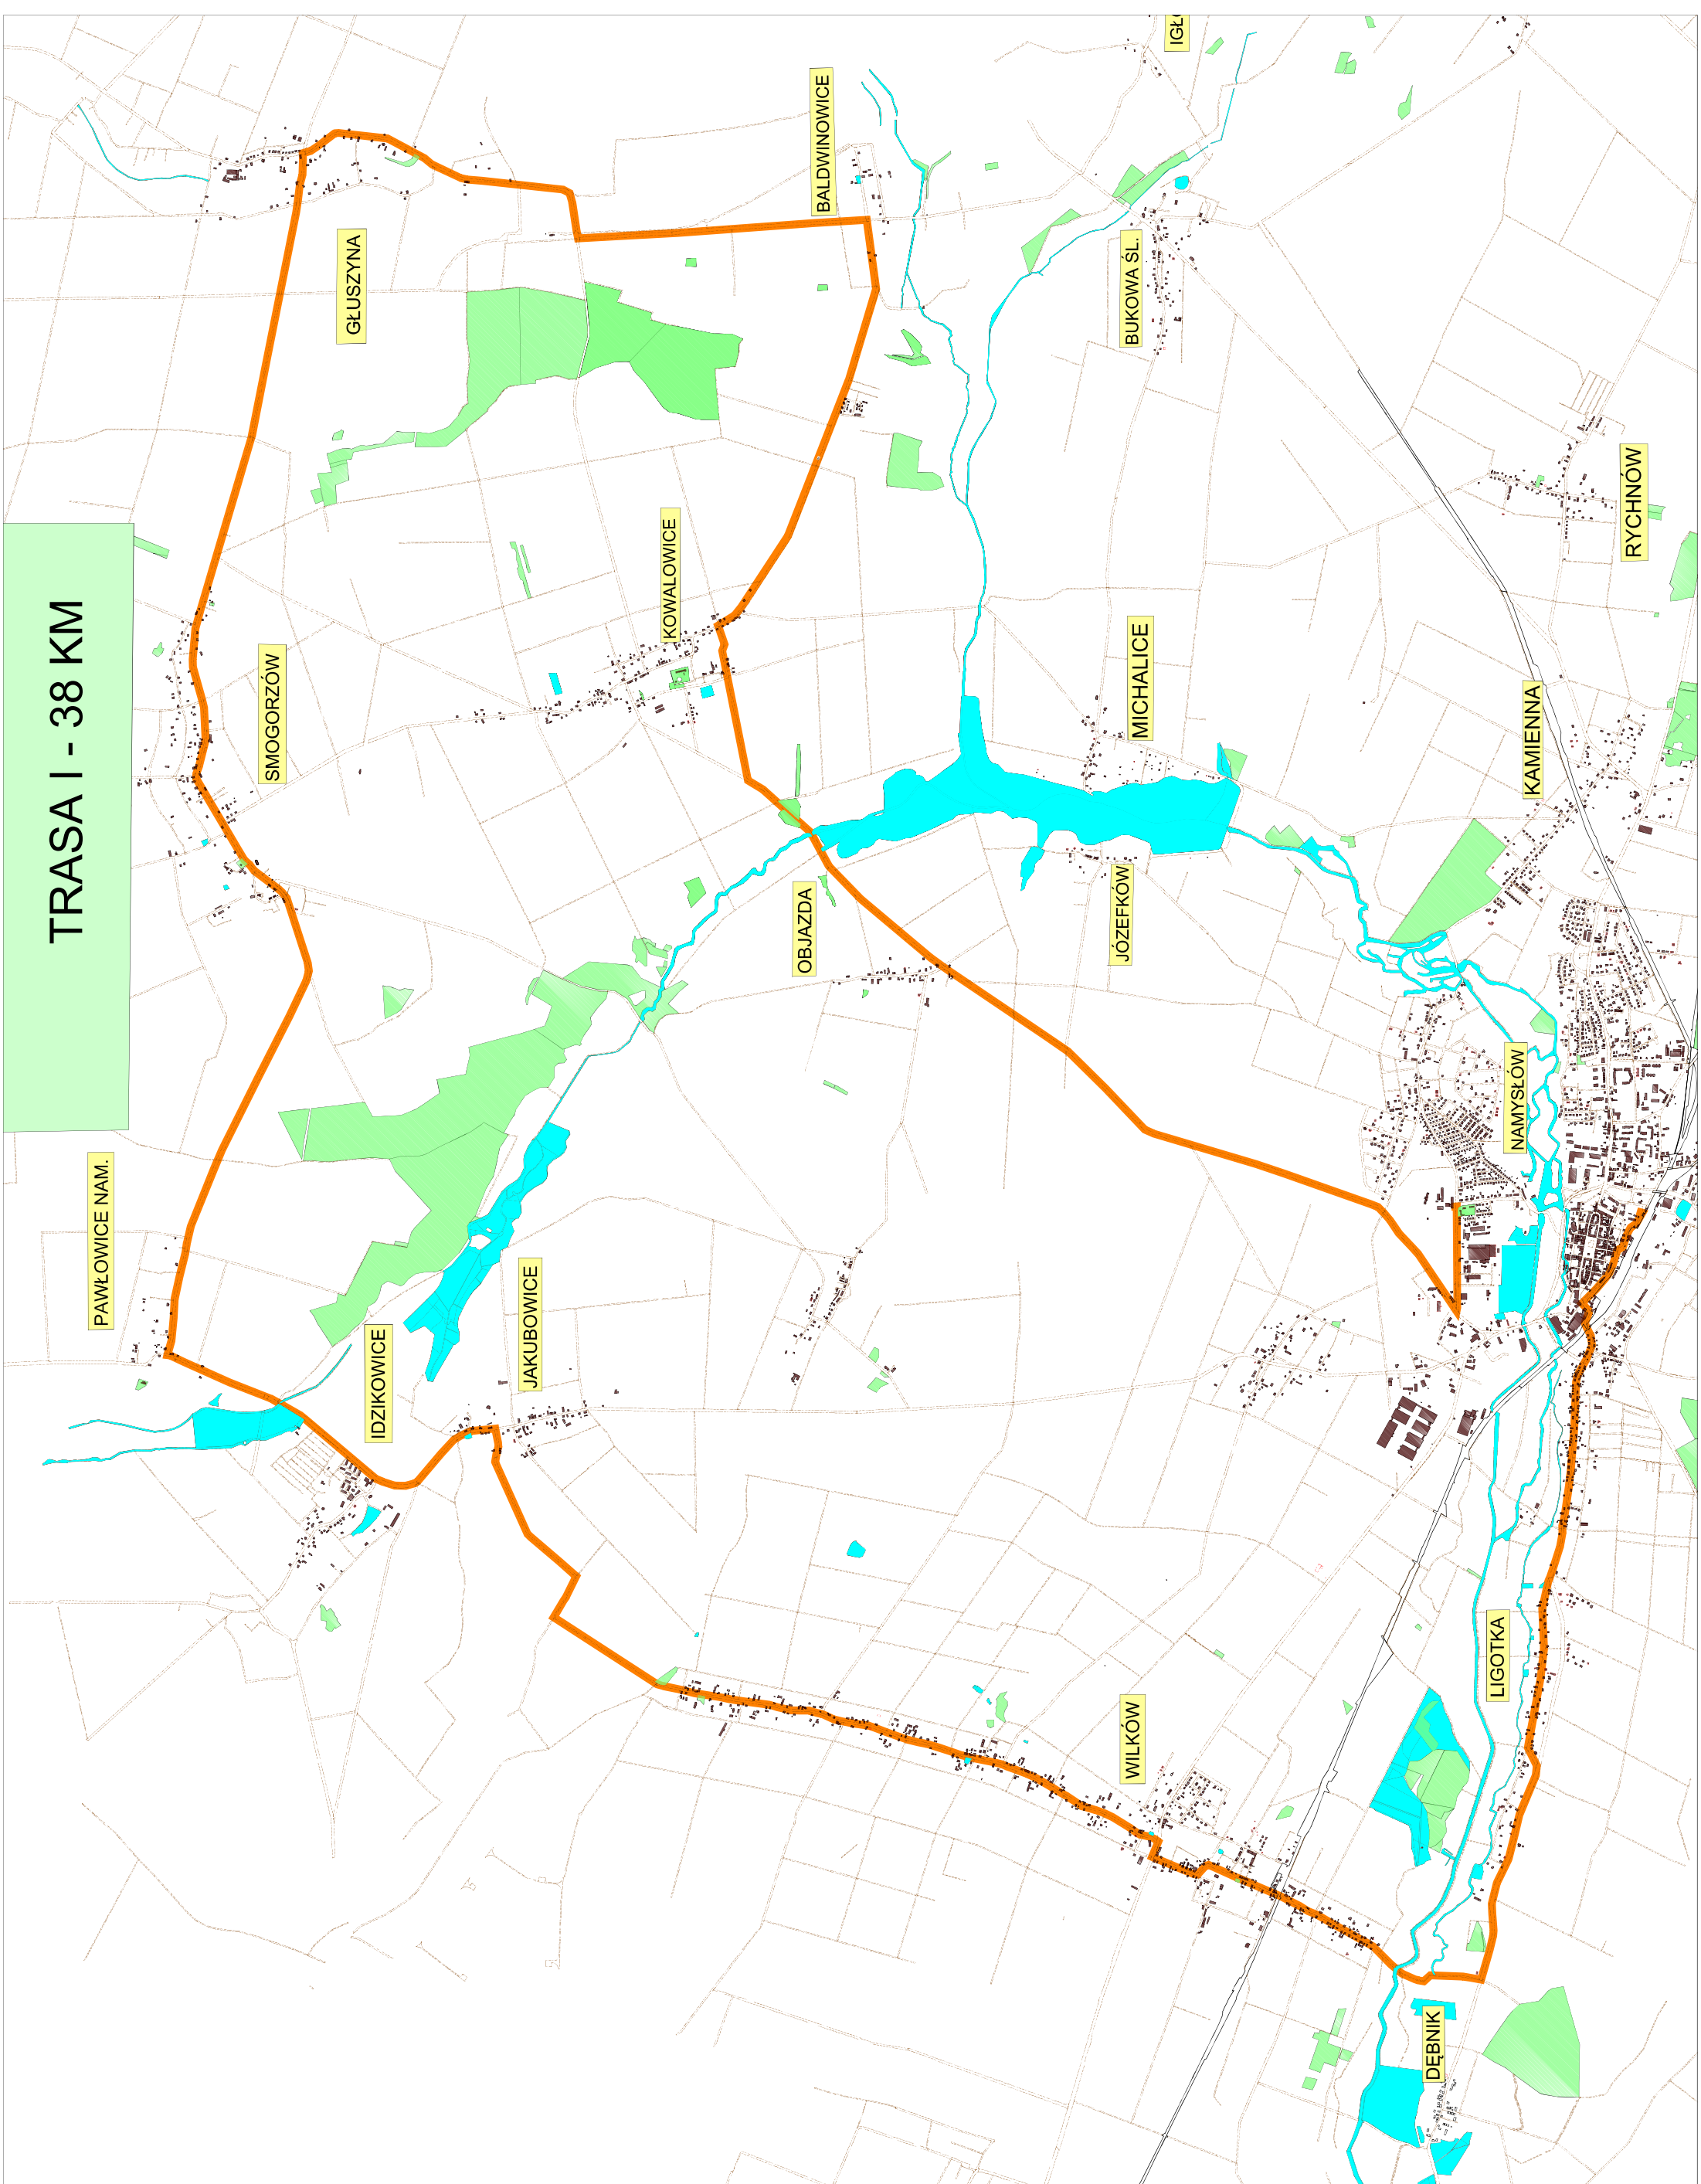 TRASA I - 38 KM
PAWŁOWICE NAM.
SMOGORZÓW
IDZIKOWICE
GŁUSZYNA
JAKUBOWICE
KOWALOWICE
OBJAZDA
BALDWINOWICE
WILKÓW
JÓZEFKÓW
MICHALICE
BUKOWA ŚL.
DĘBNIK
LIGOTKA
NAMYSŁÓW
KAMIENNA
RYCHNÓW